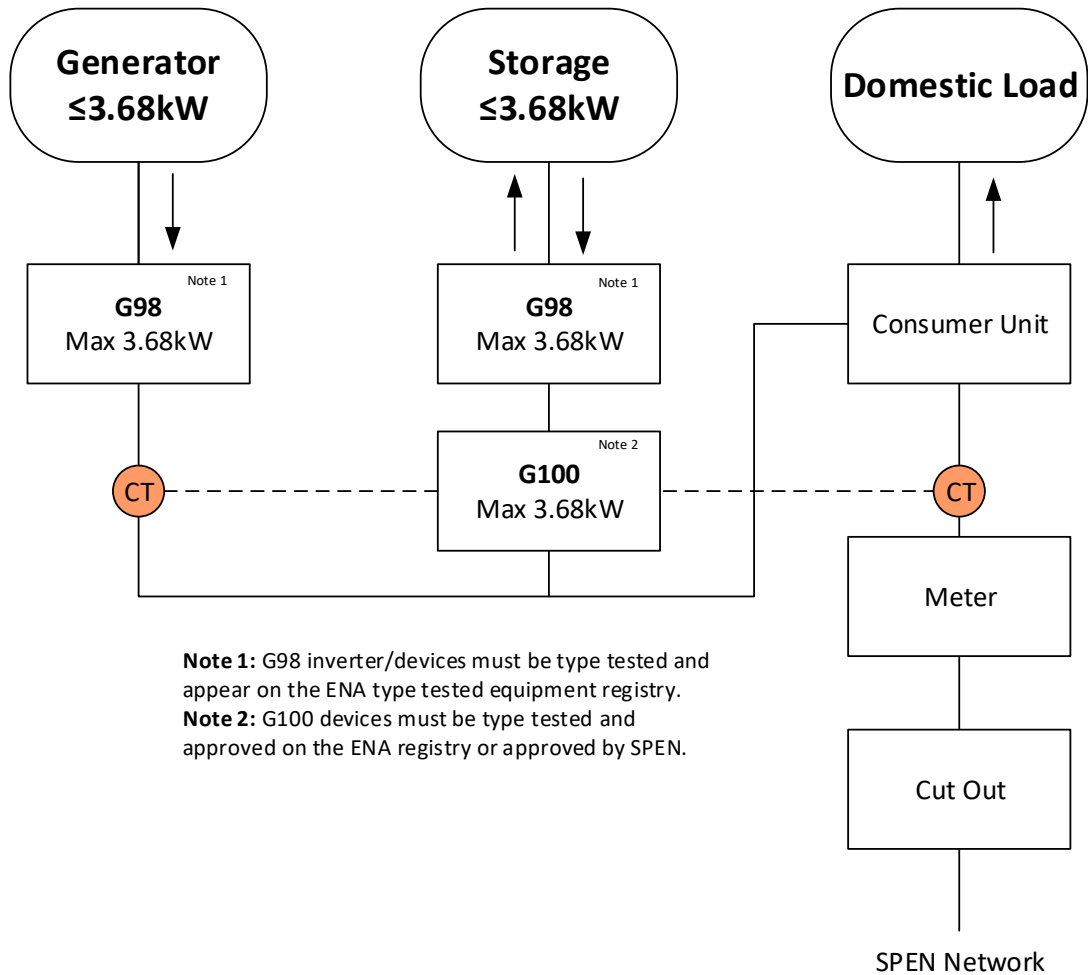 Generator
≤3.68kW
Storage
≤3.68kW
Domestic Load
Note 1
G98
Max 3.68kW
Note 1
G98
Max 3.68kW
Consumer Unit
Note 2
G100
Max 3.68kW
CT
CT
Meter
Note 1: G98 inverter/devices must be type tested and
appear on the ENA type tested equipment registry.
Note 2: G100 devices must be type tested and
approved on the ENA registry or approved by SPEN.
Cut Out
SPEN Network